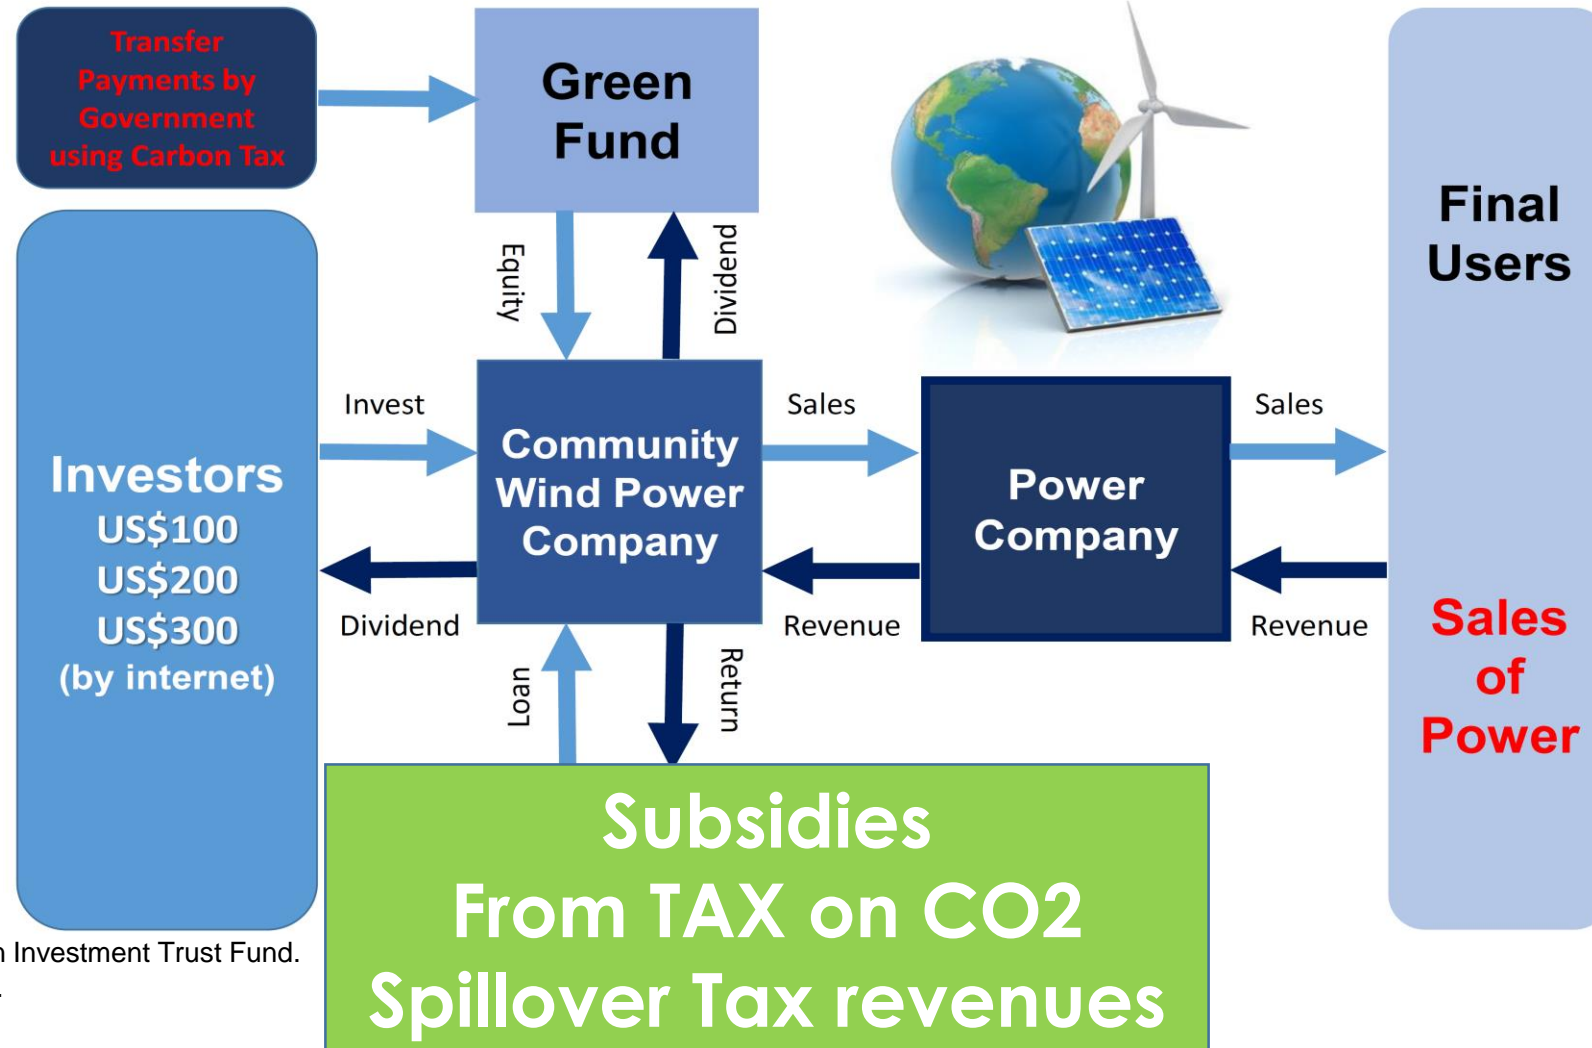 Transfer
Payments by
Government
using Carbon Tax
Green
Fund
Equity
Dividend
Final
Users
Sales
of
Power
Investors
US$100
US$200
US$300
(by internet)
Invest
Dividend
Community
Wind Power
Company
Sales
Revenue
Power
Company
Sales
Revenue
Loan
Return
Subsidies
From TAX on CO2
Spillover Tax revenues
Investment Trust Fund.